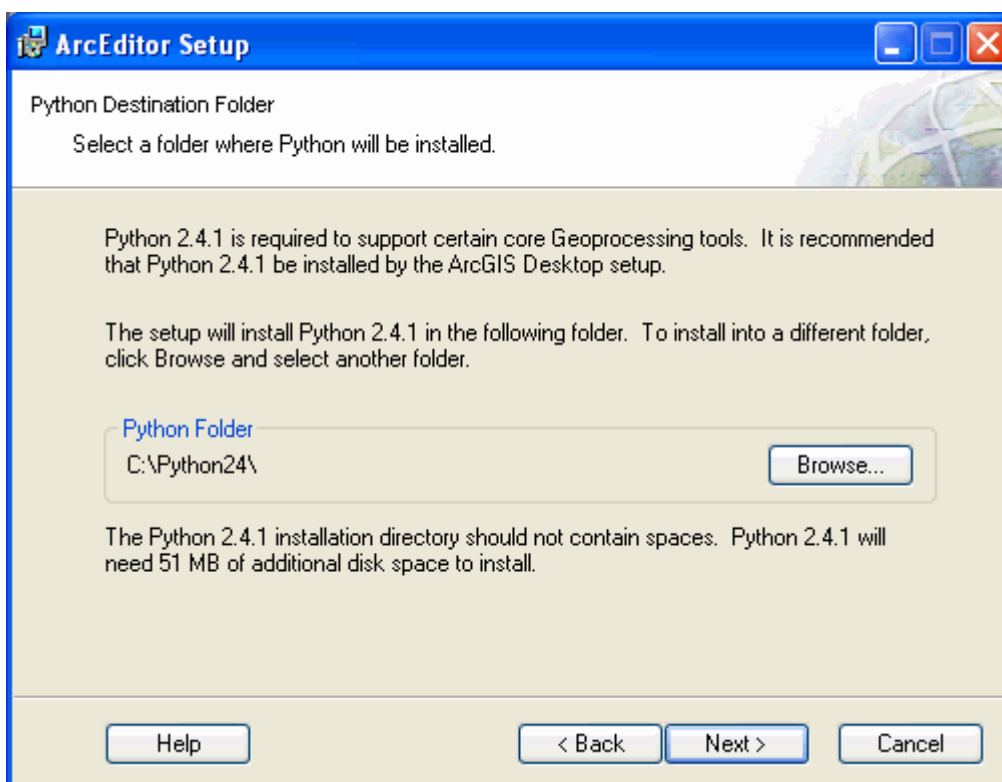 ArcEditor Setup
Python Destination Folder
Select a folder where Python will be installed.
Python 2.4.1 is required to support certain core Geoprocessing tools. It is recommended
that Python 2.4.1 be installed by the ArcGIS Desktop setup.
The setup will install Python 2.4.1 in the following folder. To install into a different folder,
click Browse and select another folder.
Python Folder
C:\Python24\
Browse...
The Python 2.4.1 installation directory should not contain spaces. Python 2.4.1 will
need 51 MB of additional disk space to install.
Help
< Back
Next >
Cancel